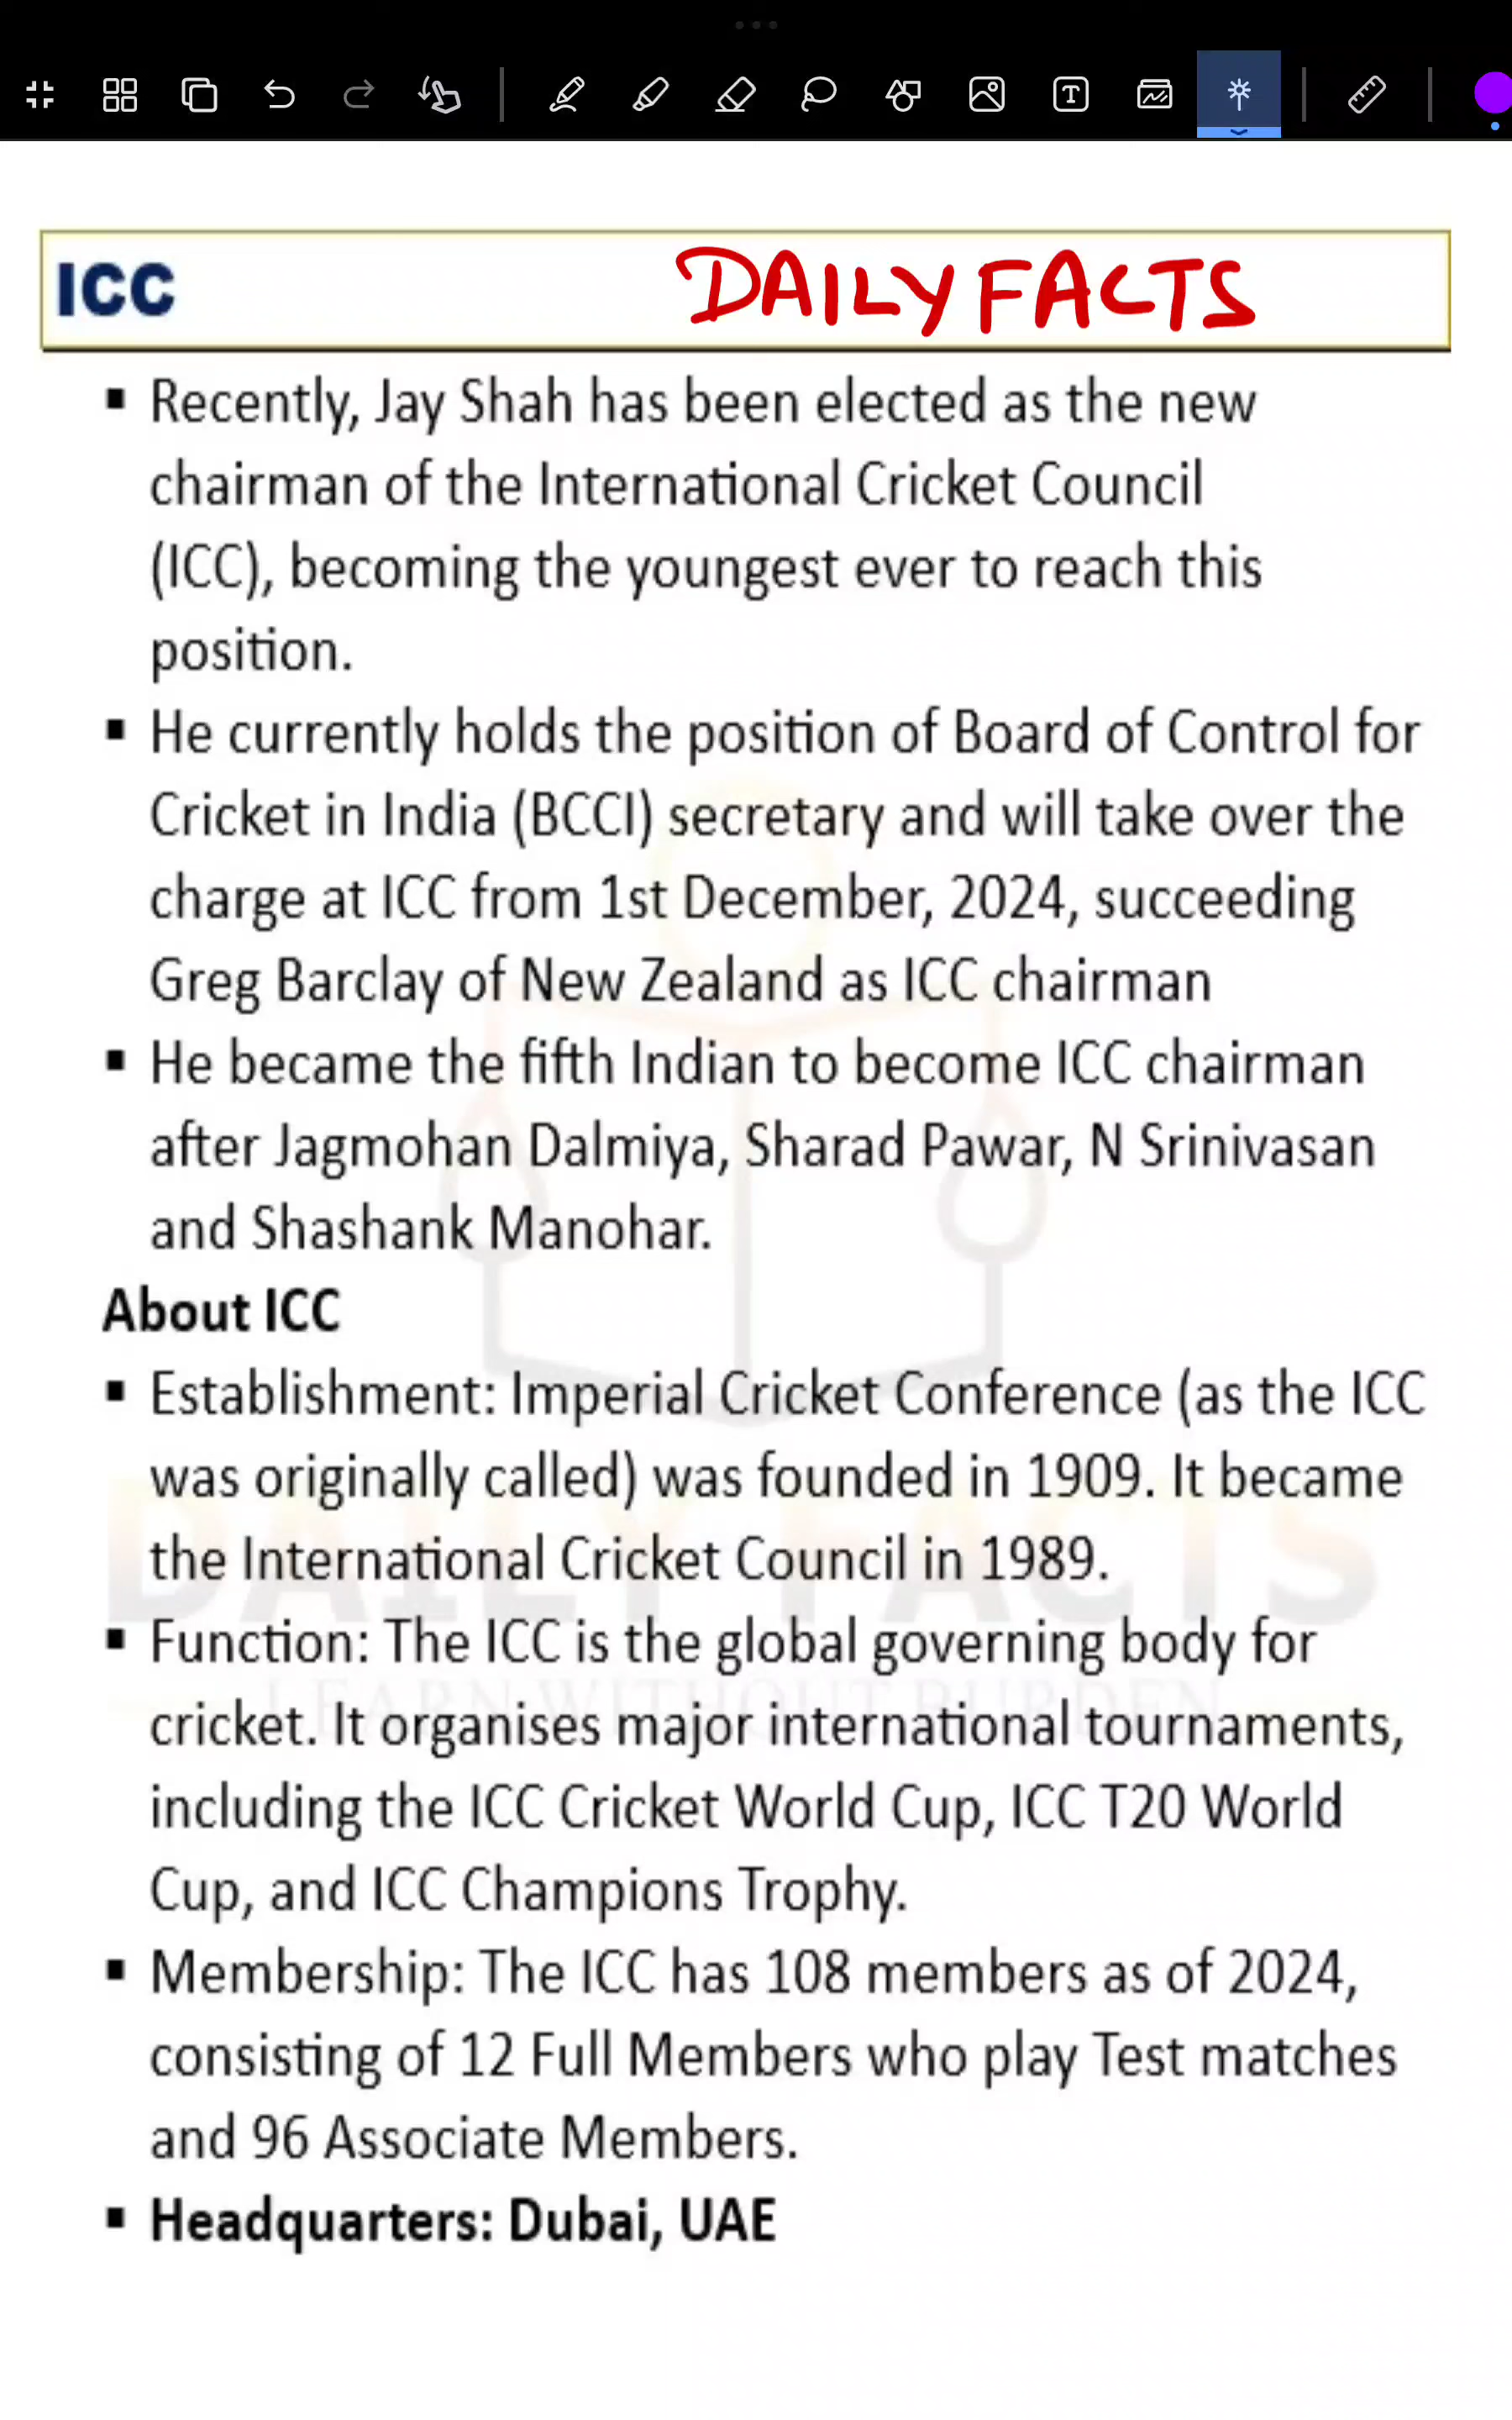 ICC DAILY FACTS
▪ Recently, Jay Shah has been elected as the new
chairman of the International Cricket Council
(ICC), becoming the youngest ever to reach this
position.
▪ He currently holds the position of Board of Control for
Cricket in India (BCCI) secretary and will take over the
charge at ICC from 1st December, 2024, succeeding
Greg Barclay of New Zealand as ICC chairman
▪ He became the fifth Indian to become ICC chairman
after Jagmohan Dalmiya, Sharad Pawar, N Srinivasan
and Shashank Manohar.
About ICC
▪ Establishment: Imperial Cricket Conference (as the ICC
was originally called) was founded in 1909. It became
the International Cricket Council in 1989.
DAILY FACTS
▪ Function: The ICC is the global governing body for
LEARN WITHOUT BURDEN
cricket. It organises major international tournaments,
including the ICC Cricket World Cup, ICC T20 World
Cup, and ICC Champions Trophy.
▪ Membership: The ICC has 108 members as of 2024,
consisting of 12 Full Members who play Test matches
and 96 Associate Members.
▪ Headquarters: Dubai, UAE